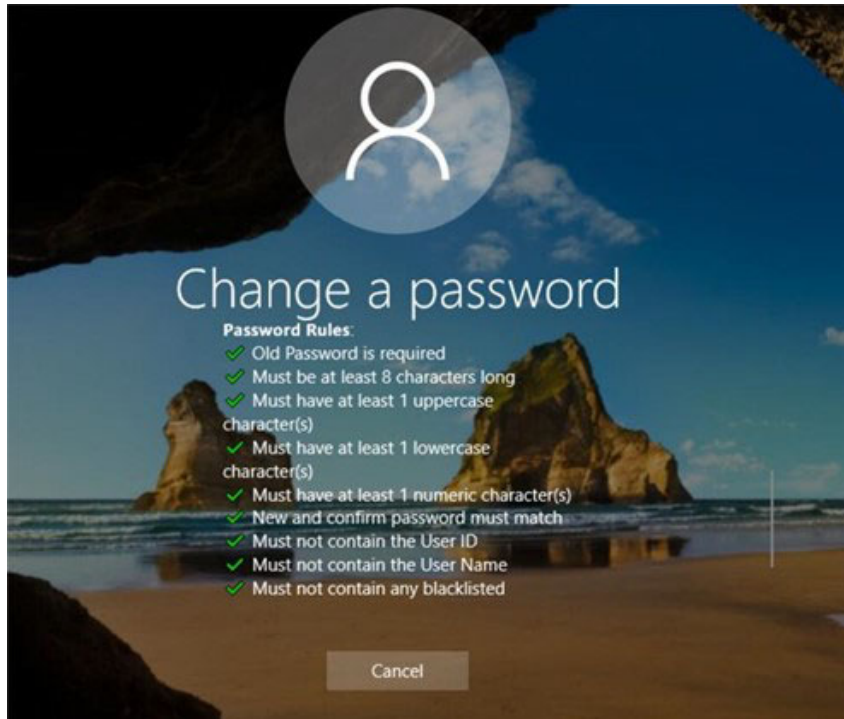 Change a password
Password Rules:
Old Password is required
Must be at least 8 characters long
Must have at least 1 uppercase
character(s)
Must have at least 1 lowercase
character(s)
Must have at least 1 numeric character(s)
New and confirm password must match
Must not contain the User ID
Must not contain the User Name
Must not contain any blacklisted
Cancel